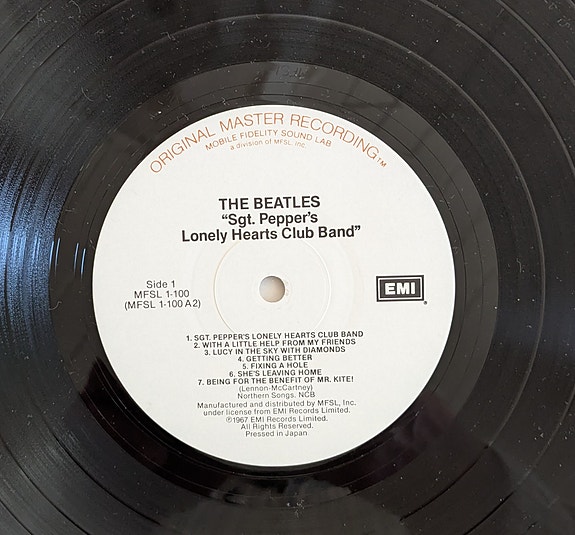 ORIGINAL MASTER RECORDING™
MOBILE FIDELITY SOUND LAB
a division of MFSL, Inc.
THE BEATLES
“Sgt. Pepper's
Lonely Hearts Club Band”
Side 1
MFSL 1-100
(MFSL 1-100 A2)
EMI
®
1. SGT. PEPPER'S LONELY HEARTS CLUB BAND
2. WITH A LITTLE HELP FROM MY FRIENDS
3. LUCY IN THE SKY WITH DIAMONDS
4. GETTING BETTER
5. FIXING A HOLE
6. SHE'S LEAVING HOME
7. BEING FOR THE BENEFIT OF MR. KITE!
(Lennon-McCartney)
Northern Songs, NCB
Manufactured and distributed by MFSL, Inc.
under license from EMI Records Limited.
℗1967 EMI Records Limited.
All Rights Reserved.
Pressed in Japan